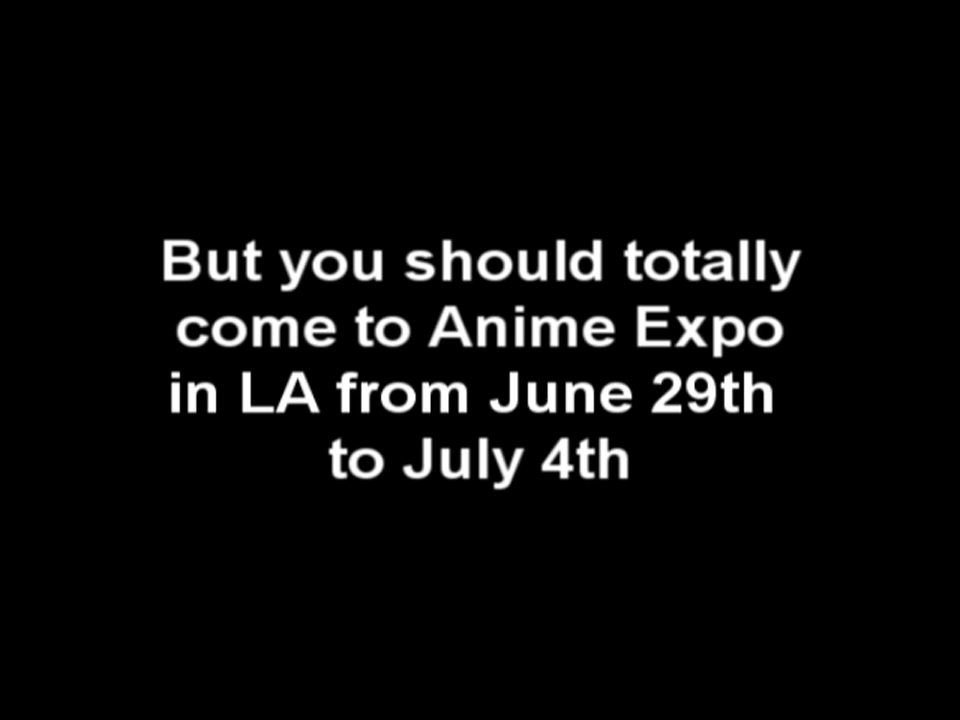 But you should totally
come to Anime Expo
in LA from June 29th
to July 4th